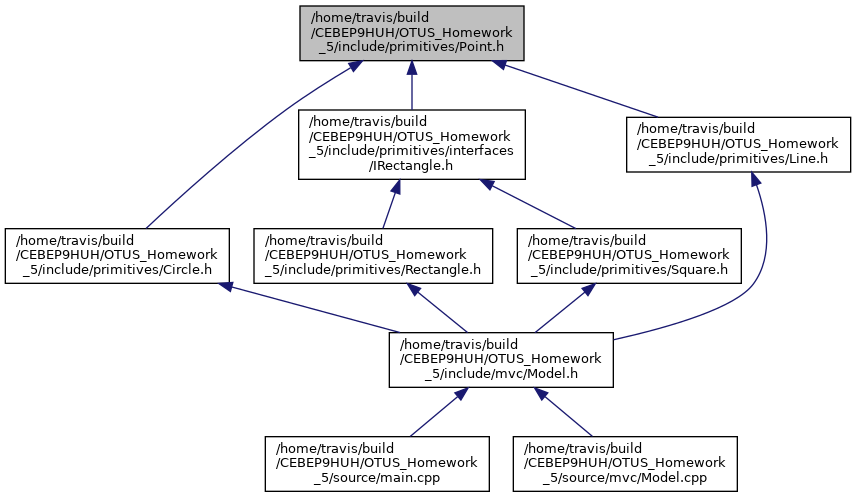 /home/travis/build
/CEBEP9HUH/OTUS_Homework
_5/include/primitives/Point.h
/home/travis/build
/CEBEP9HUH/OTUS_Homework
_5/include/primitives/interfaces
/IRectangle.h
/home/travis/build
/CEBEP9HUH/OTUS_Homework
_5/include/primitives/Line.h
/home/travis/build
/CEBEP9HUH/OTUS_Homework
_5/include/primitives/Circle.h
/home/travis/build
/CEBEP9HUH/OTUS_Homework
_5/include/primitives/Rectangle.h
/home/travis/build
/CEBEP9HUH/OTUS_Homework
_5/include/primitives/Square.h
/home/travis/build
/CEBEP9HUH/OTUS_Homework
_5/include/mvc/Model.h
/home/travis/build
/CEBEP9HUH/OTUS_Homework
_5/source/main.cpp
/home/travis/build
/CEBEP9HUH/OTUS_Homework
_5/source/mvc/Model.cpp